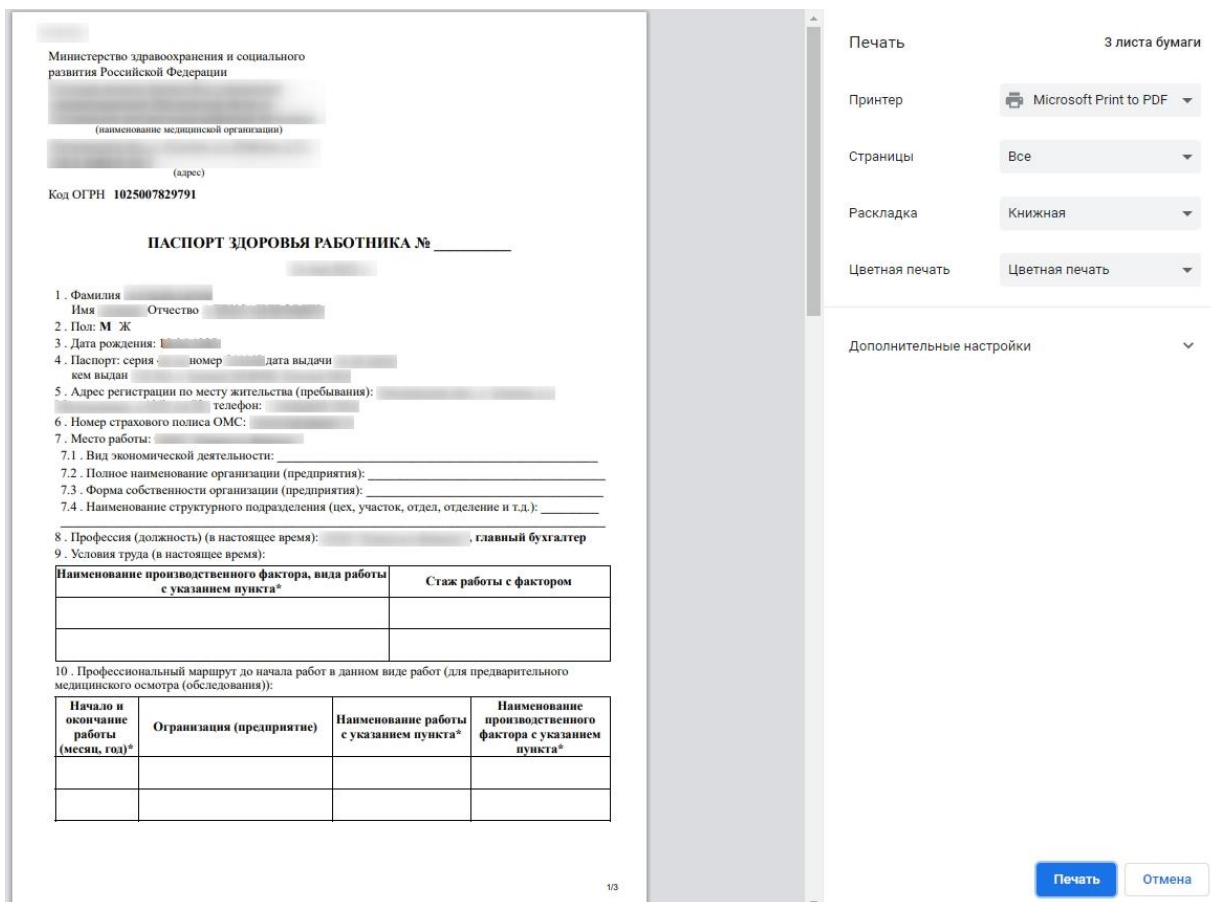 Министерство здравоохранения и социального
развития Российской Федерации
(наименование медицинской организации)
(адрес)
Код ОГРН 1025007829791
ПАСПОРТ ЗДОРОВЬЯ РАБОТНИКА № __________
1 . Фамилия
Имя Отчество
2 . Пол: М Ж
3 . Дата рождения:
4 . Паспорт: серия номер дата выдачи
кем выдан
5 . Адрес регистрации по месту жительства (пребывания):
телефон:
6 . Номер страхового полиса ОМС:
7 . Место работы:
7.1 . Вид экономической деятельности:
7.2 . Полное наименование организации (предприятия):
7.3 . Форма собственности организации (предприятия):
7.4 . Наименование структурного подразделения (цех, участок, отдел, отделение и т.д.):
8 . Профессия (должность) (в настоящее время): , главный бухгалтер
9 . Условия труда (в настоящее время):
Наименование производственного фактора, вида работы
с указанием пункта*
Стаж работы с фактором
10 . Профессиональный маршрут до начала работ в данном виде работ (для предварительного
медицинского осмотра (обследования)):
Начало и
окончание
работы
(месяц, год)*
Организация (предприятие)
Наименование работы
с указанием пункта*
Наименование
производственного
фактора с указанием
пункта*
1/3
Печать 3 листа бумаги
Принтер Microsoft Print to PDF
Страницы Все
Раскладка Книжная
Цветная печать Цветная печать
Дополнительные настройки
Печать Отмена